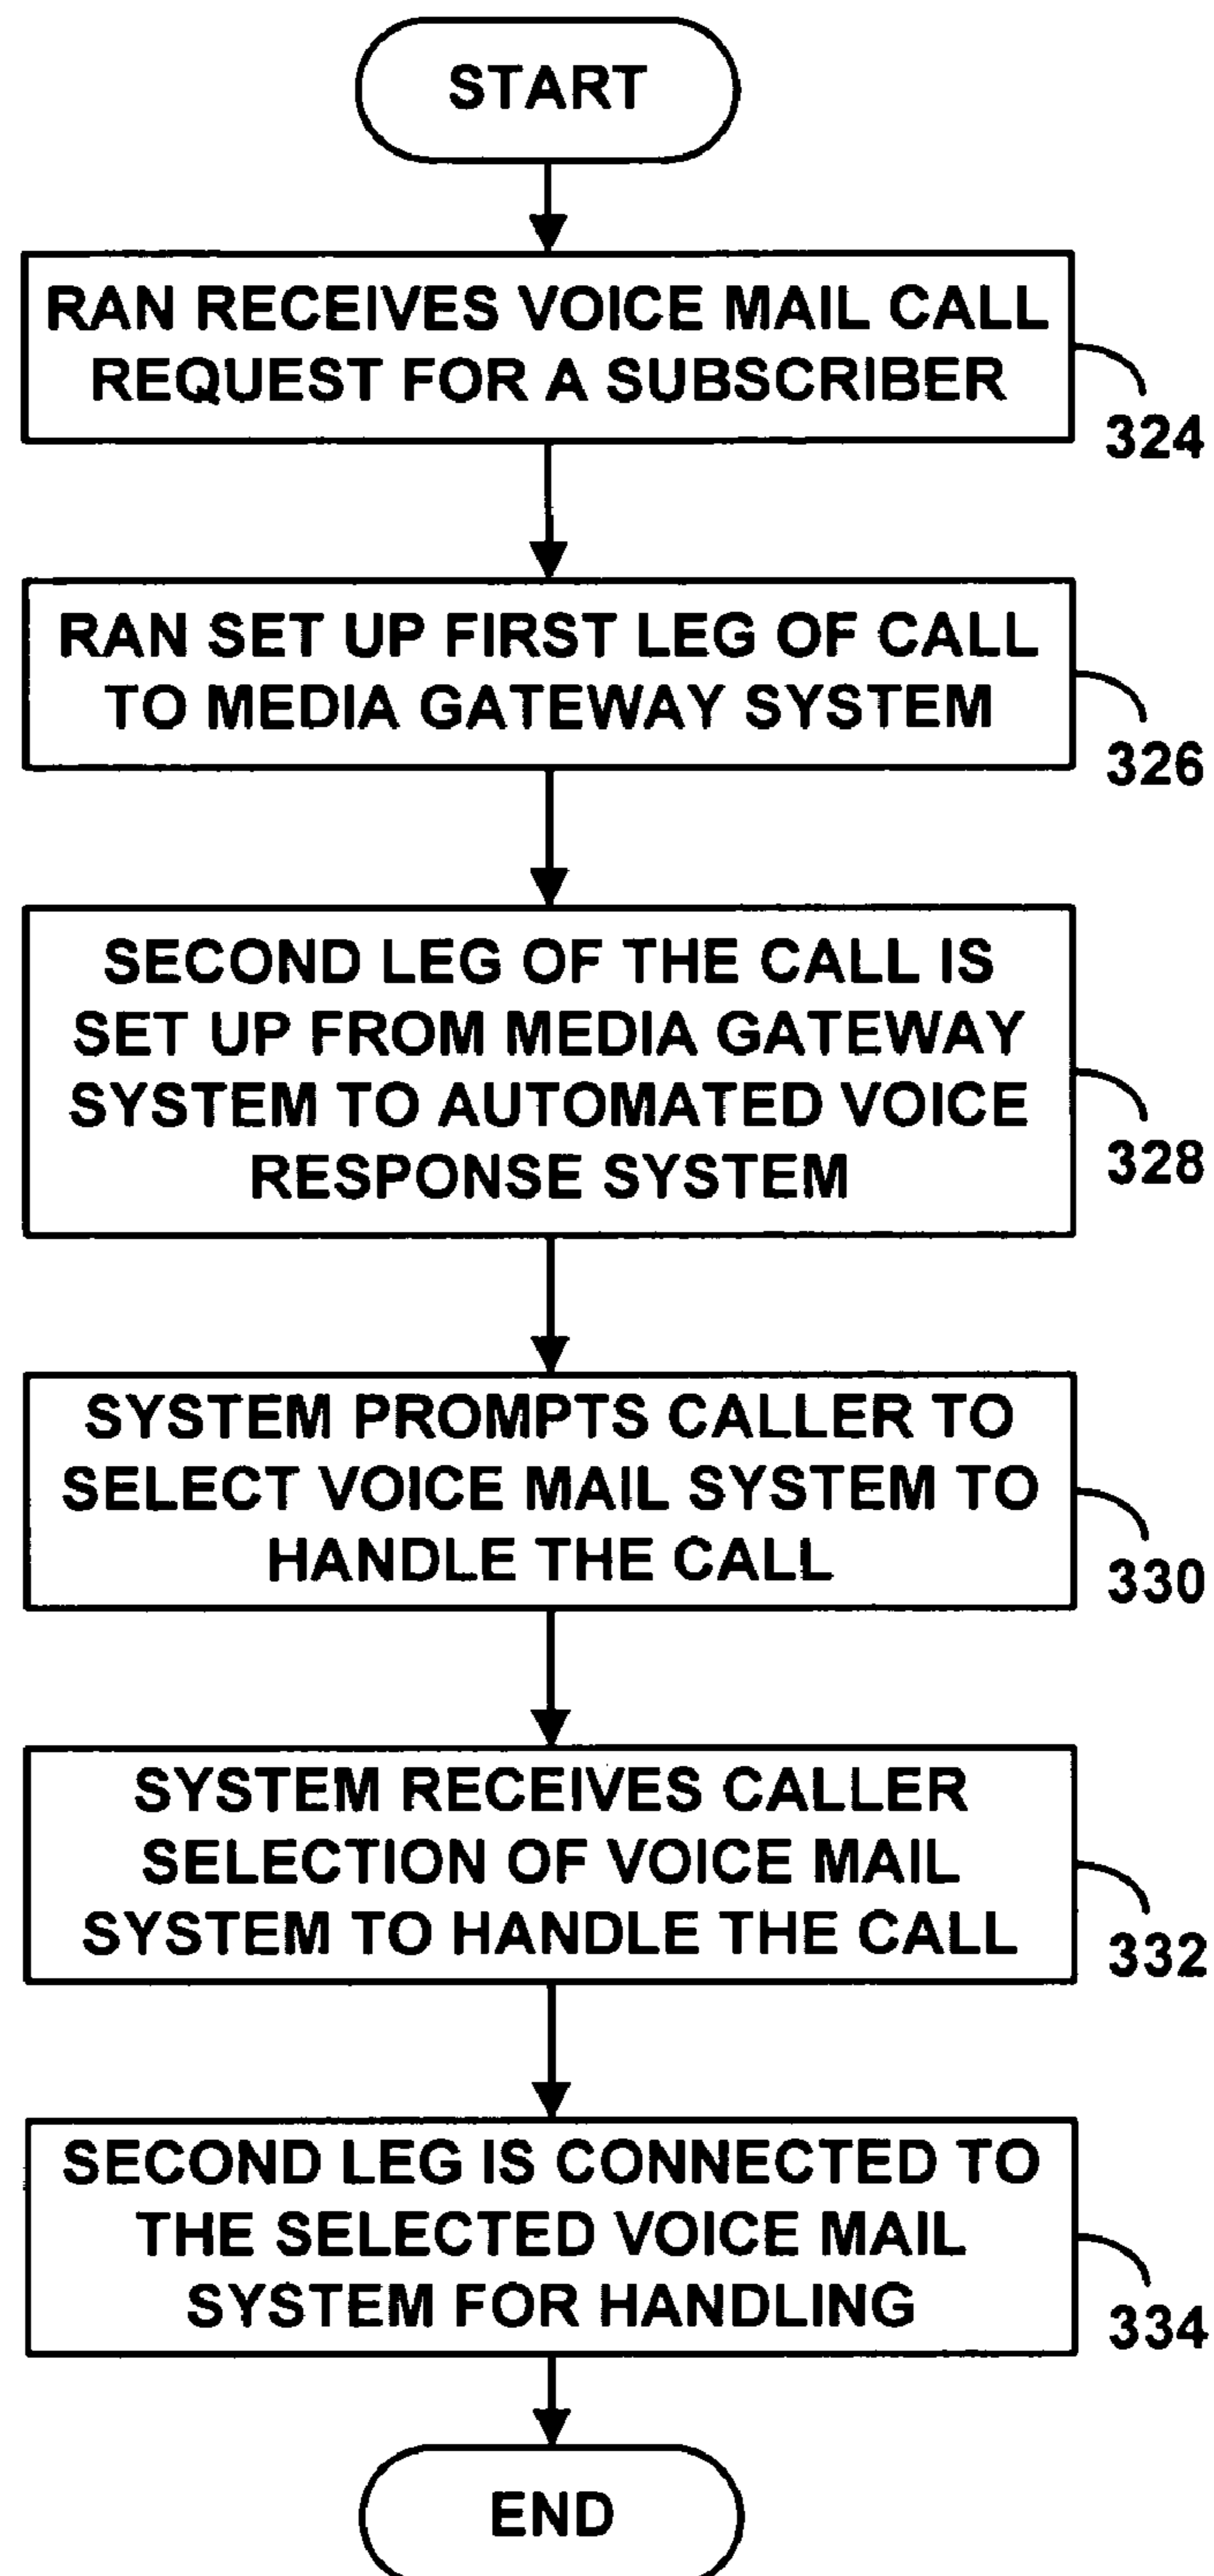 START
RAN RECEIVES VOICE MAIL CALL
REQUEST FOR A SUBSCRIBER
324
RAN SET UP FIRST LEG OF CALL
TO MEDIA GATEWAY SYSTEM
326
SECOND LEG OF THE CALL IS
SET UP FROM MEDIA GATEWAY
SYSTEM TO AUTOMATED VOICE
RESPONSE SYSTEM
328
SYSTEM PROMPTS CALLER TO
SELECT VOICE MAIL SYSTEM TO
HANDLE THE CALL
330
SYSTEM RECEIVES CALLER
SELECTION OF VOICE MAIL
SYSTEM TO HANDLE THE CALL
332
SECOND LEG IS CONNECTED TO
THE SELECTED VOICE MAIL
SYSTEM FOR HANDLING
334
END